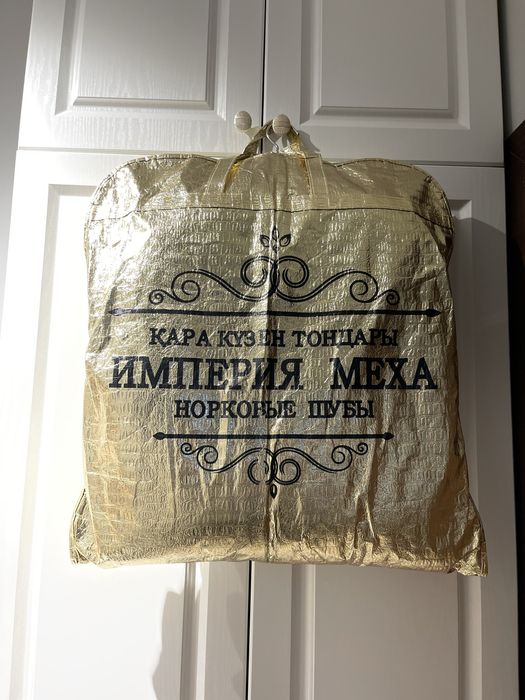 ҚАРА КҮЗЕН ТОНДАРЫ
ИМПЕРИЯ МЕХА
НОРКОВЫЕ ШУБЫ